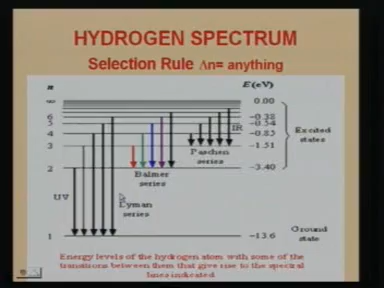 HYDROGEN SPECTRUM
Selection Rule Λn= anything
n
E(eV)
∞
0.00
6
-0.38
5
-0.54
IR
4
-0.85
Excited
states
3
-1.51
Paschen
series
2
-3.40
Balmer
series
UV
Lyman
series
1
-13.6
Ground
state
Energy levels of the hydrogen atom with some of the
transitions between them that give rise to the spectral
lines indicated